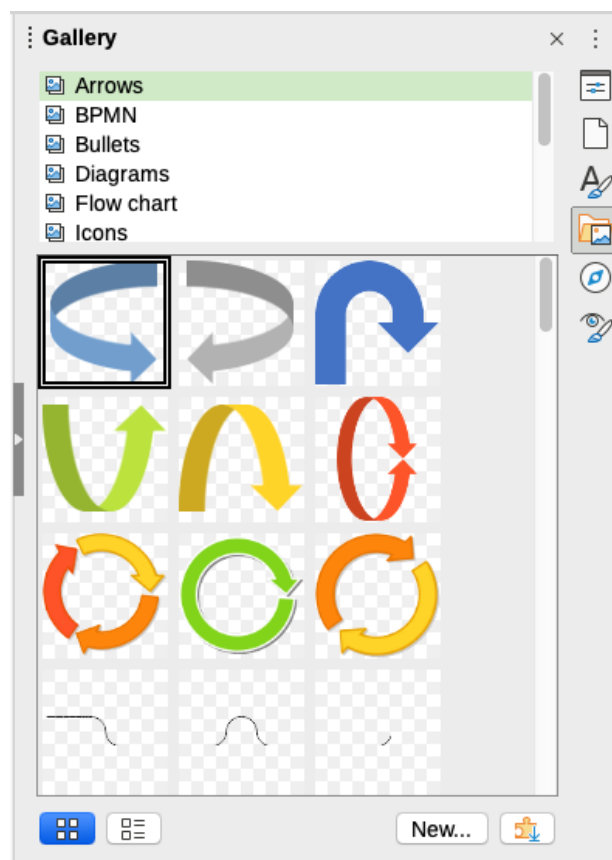 Gallery
Arrows
BPMN
Bullets
Diagrams
Flow chart
Icons
New...